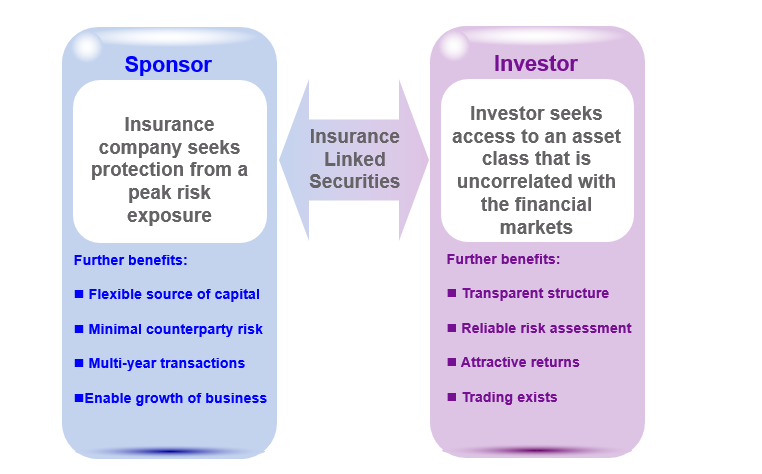 Sponsor
Insurance
company seeks
protection from a
peak risk
exposure
Further benefits:
■ Flexible source of capital
■ Minimal counterparty risk
■ Multi-year transactions
■Enable growth of business
Insurance
Linked
Securities
Investor
Investor seeks
access to an asset
class that is
uncorrelated with
the financial
markets
Further benefits:
■ Transparent structure
■ Reliable risk assessment
■ Attractive returns
■ Trading exists